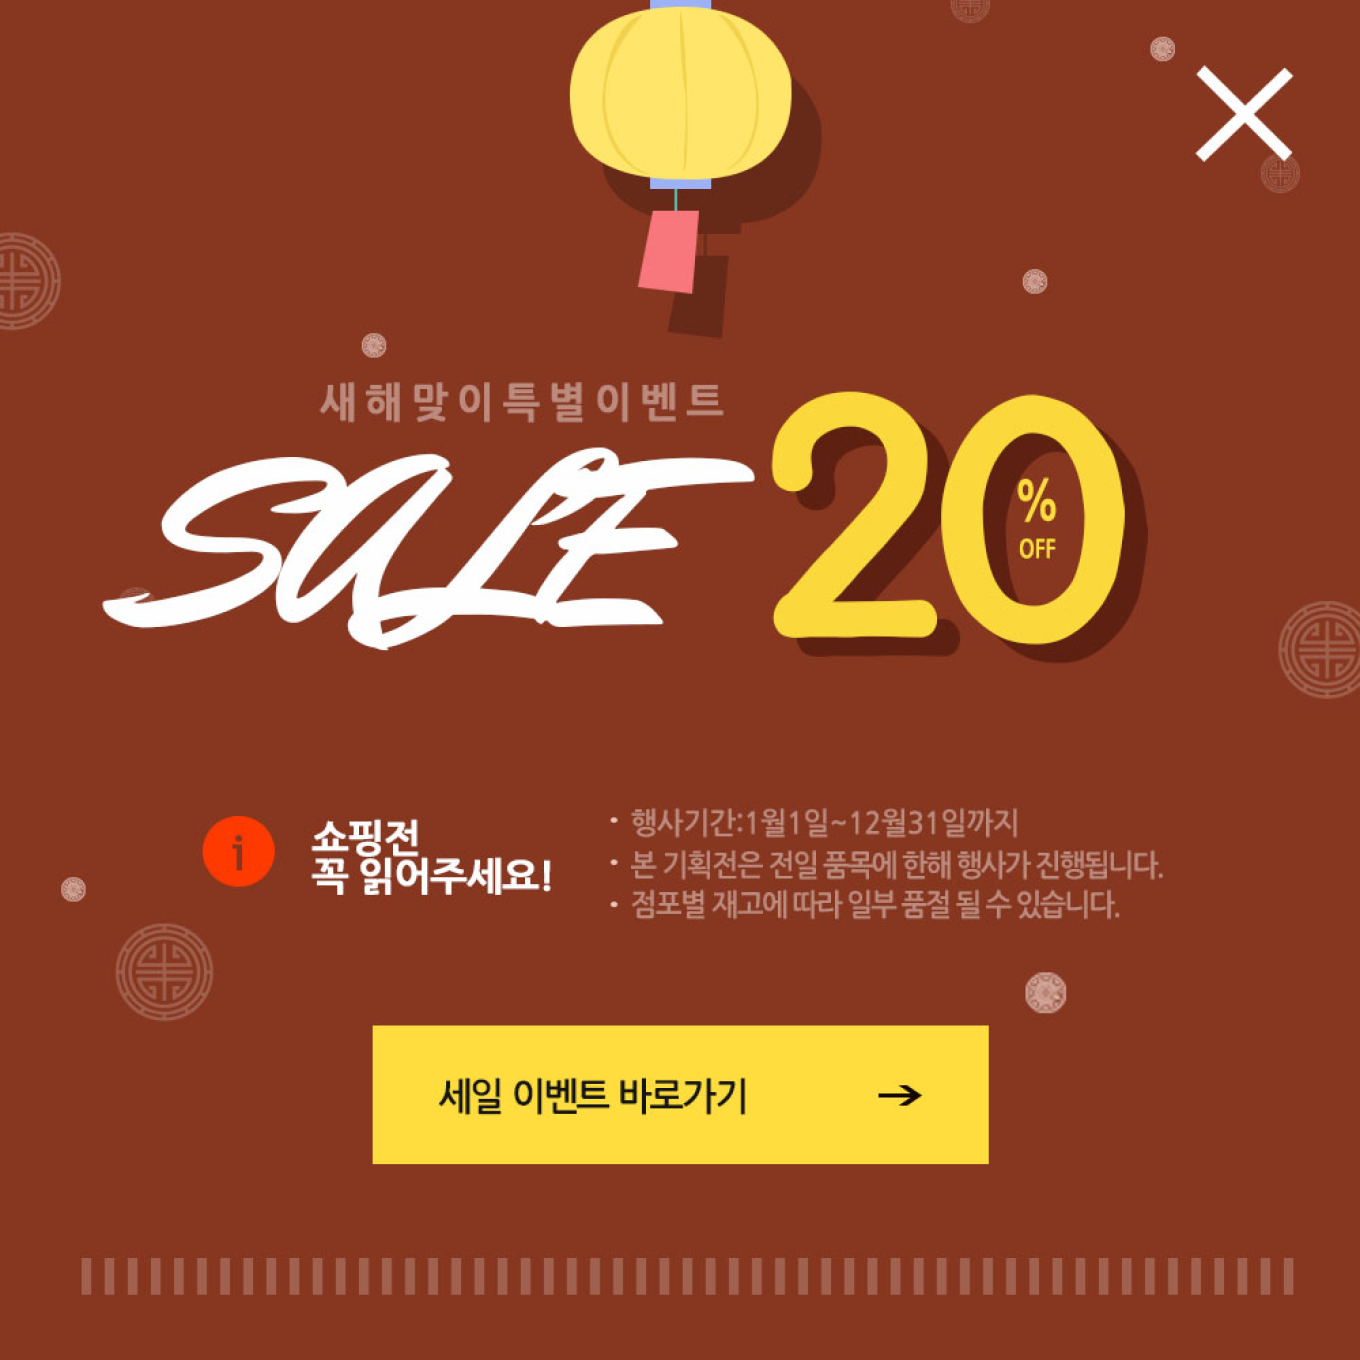 새해맞이특별이벤트
SALE 20
%
OFF
i
쇼핑전
꼭 읽어주세요!
· 행사기간:1월1일~12월31일까지
· 본 기획전은 전일 품목에 한해 행사가 진행됩니다.
· 점포별 재고에 따라 일부 품절 될 수 있습니다.
세일 이벤트 바로가기 →